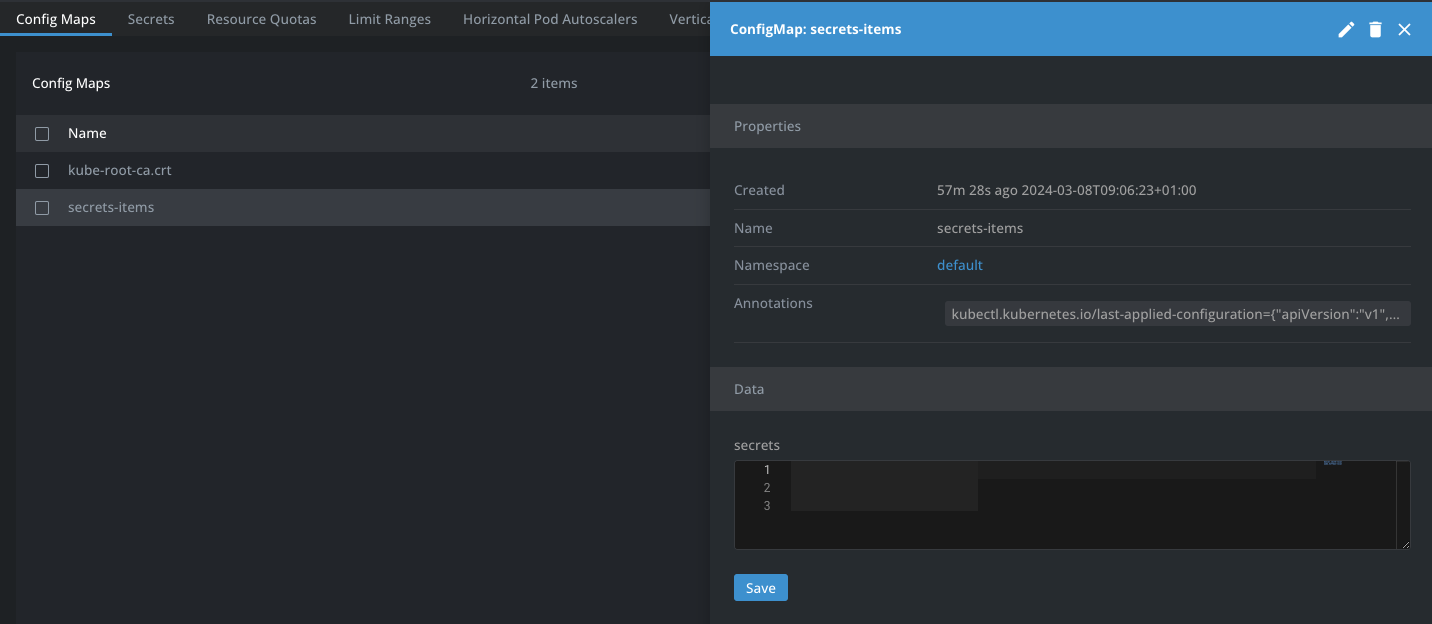 Config Maps Secrets Resource Quotas Limit Ranges Horizontal Pod Autoscalers
Config Maps 2 items
Name
kube-root-ca.crt
secrets-items
ConfigMap: secrets-items
Properties
Created 57m 28s ago 2024-03-08T09:06:23+01:00
Name secrets-items
Namespace default
Annotations kubectl.kubernetes.io/last-applied-configuration={"apiVersion":"v1",...
Data
secrets
1
2
3
Save